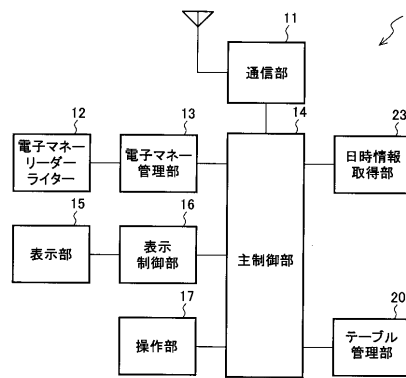 11
通信部
12
電子マネー
リーダー
ライター
13
電子マネー
管理部
14
主制御部
23
日時情報
取得部
15
表示部
16
表示
制御部
17
操作部
20
テーブル
管理部